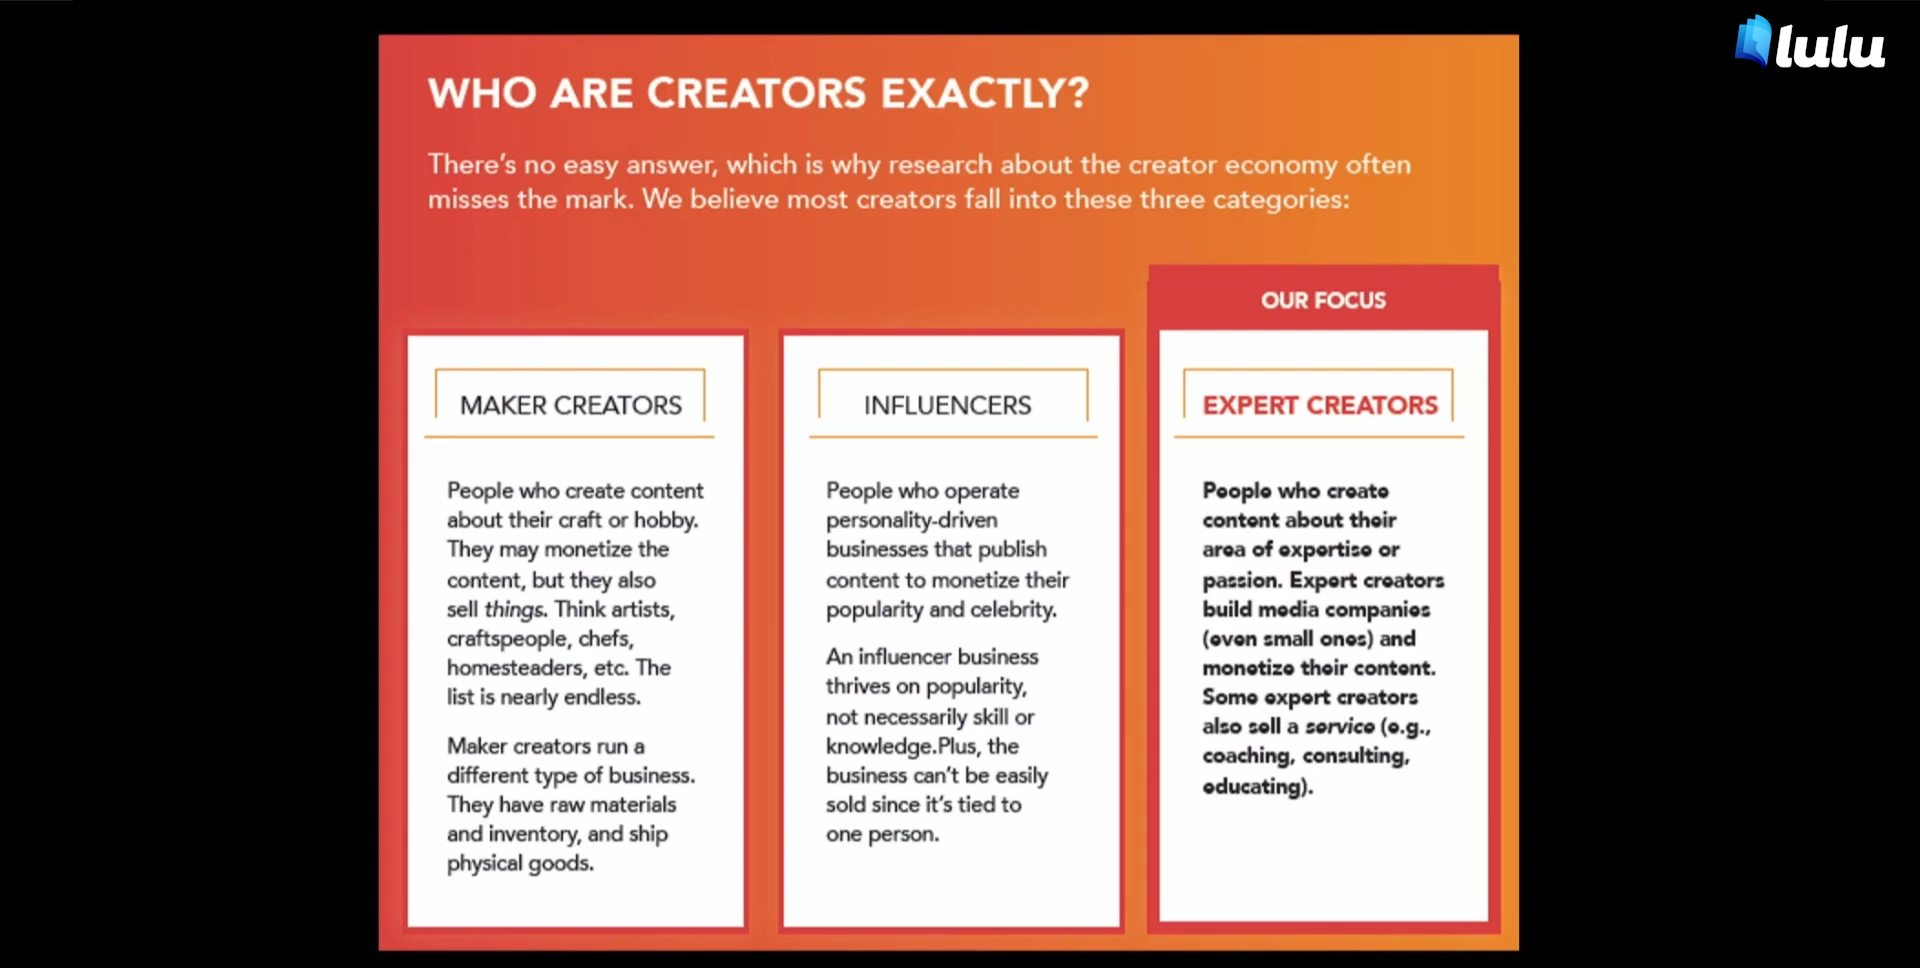 lulu
WHO ARE CREATORS EXACTLY?
There's no easy answer, which is why research about the creator economy often
misses the mark. We believe most creators fall into these three categories:
MAKER CREATORS
People who create content
about their craft or hobby.
They may monetize the
content, but they also
sell things. Think artists,
craftspeople, chefs,
homesteaders, etc. The
list is nearly endless.
Maker creators run a
different type of business.
They have raw materials
and inventory, and ship
physical goods.
INFLUENCERS
People who operate
personality-driven
businesses that publish
content to monetize their
popularity and celebrity.
An influencer business
thrives on popularity,
not necessarily skill or
knowledge.Plus, the
business can't be easily
sold since it's tied to
one person.
OUR FOCUS
EXPERT CREATORS
People who create
content about their
area of expertise or
passion. Expert creators
build media companies
(even small ones) and
monetize their content.
Some expert creators
also sell a service (e.g.,
coaching, consulting,
educating).